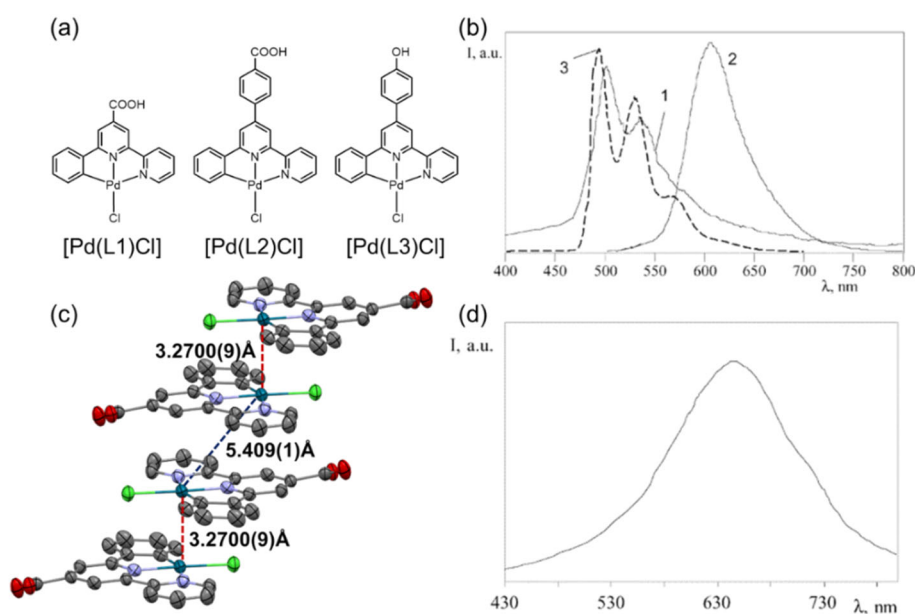 (a)
COOH
N
N
Pd
Cl
[Pd(L1)Cl]
COOH
N
N
Pd
Cl
[Pd(L2)Cl]
OH
N
N
Pd
Cl
[Pd(L3)Cl]
(b)
I, a.u.
3
1
2
400 450 500 550 600 650 700 750 800
λ, nm
(c)
3.2700(9)Å
5.409(1)Å
3.2700(9)Å
(d)
I, a.u.
430 530 630 730
λ, nm